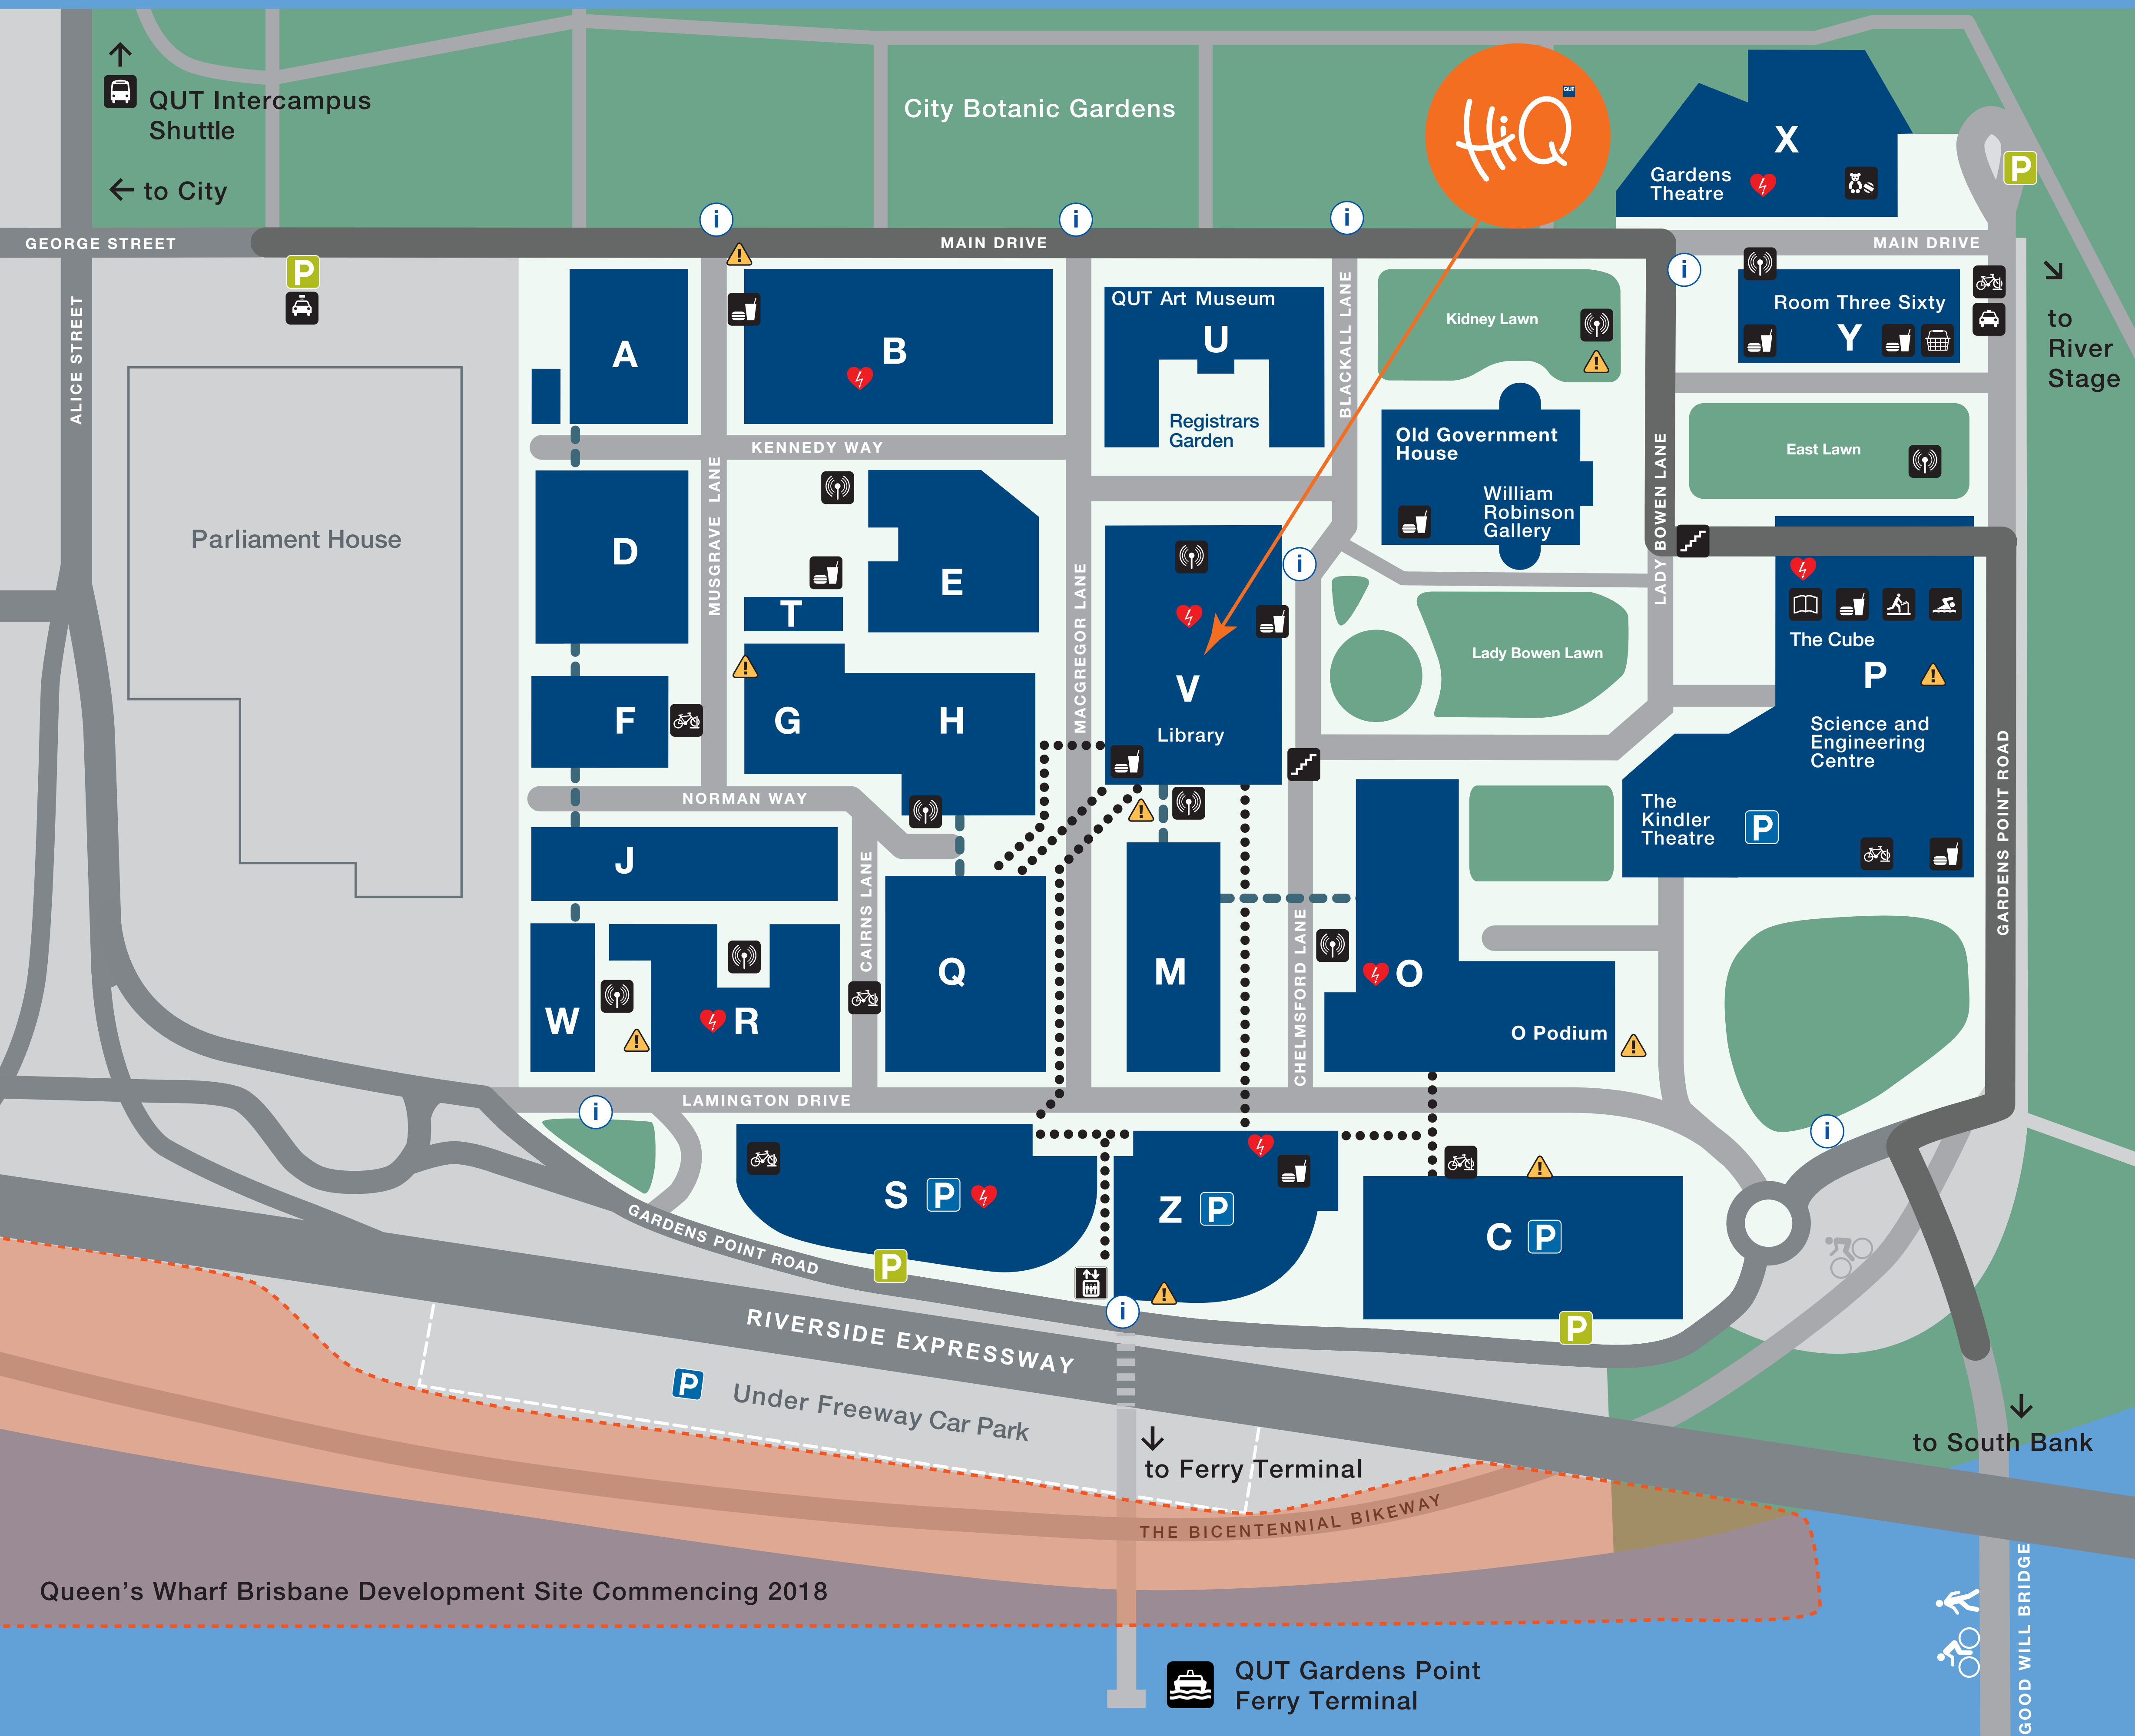 QUT Intercampus
Shuttle
← to City
City Botanic Gardens
HiQ
QUT
X
Gardens
Theatre
P
GEORGE STREET
MAIN DRIVE
MAIN DRIVE
i
i
i
i
P
ALICE STREET
A
B
QUT Art Museum
U
Registrars
Garden
BLACKALL LANE
Kidney Lawn
Room Three Sixty
Y
to
River
Stage
Parliament House
KENNEDY WAY
MUSGRAVE LANE
Old Government
House
William
Robinson
Gallery
LADY BOWEN LANE
East Lawn
D
E
T
MACGREGOR LANE
i
V
Library
Lady Bowen Lawn
The Cube
P
Science and
Engineering
Centre
The
Kindler
Theatre
P
GARDENS POINT ROAD
F
G
H
NORMAN WAY
J
CAIRNS LANE
W
R
Q
M
CHELMSFORD LANE
O
O Podium
LAMINGTON DRIVE
i
i
S
P
Z
P
C
P
GARDENS POINT ROAD
P
i
P
RIVERSIDE EXPRESSWAY
P
Under Freeway Car Park
to Ferry Terminal
to South Bank
THE BICENTENNIAL BIKEWAY
Queen's Wharf Brisbane Development Site Commencing 2018
GOOD WILL BRIDGE
QUT Gardens Point
Ferry Terminal